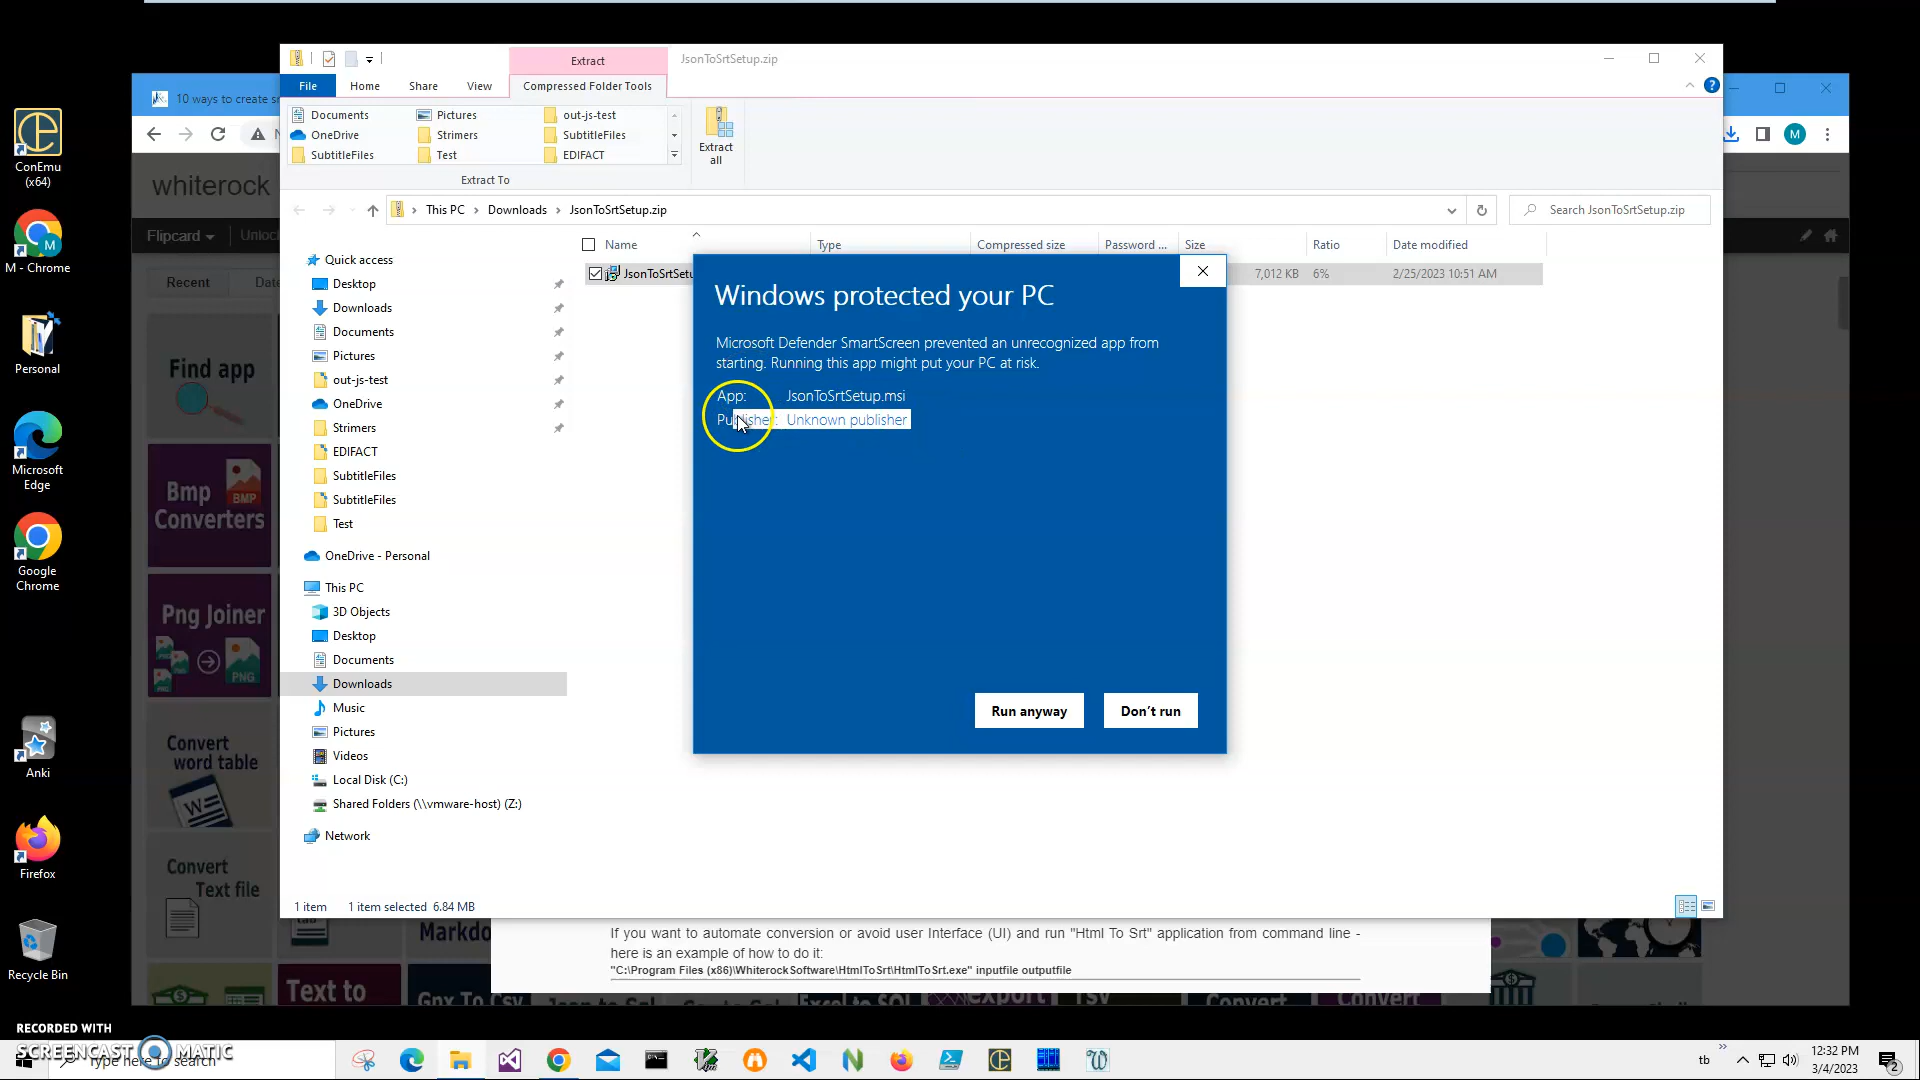 Extract
JsonToSrtSetup.zip
File
Home
Share
View
Compressed Folder Tools
10 ways to create sr
Documents
Pictures
out-js-test
OneDrive
Strimers
SubtitleFiles
SubtitleFiles
Test
EDIFACT
Extract To
Extract
all
This PC
Downloads
JsonToSrtSetup.zip
Search JsonToSrtSetup.zip
M
whiterock
Flipcard
Recent
Name
Type
Compressed size
Password ...
Size
Ratio
Date modified
7,012 KB
6%
2/25/2023 10:51 AM
Windows protected your PC
Microsoft Defender SmartScreen prevented an unrecognized app from
starting. Running this app might put your PC at risk.
App: JsonToSrtSetup.msi
Publisher: Unknown publisher
Run anyway
Don't run
Quick access
Desktop
Downloads
Documents
Pictures
out-js-test
OneDrive
Strimers
EDIFACT
SubtitleFiles
SubtitleFiles
Test
OneDrive - Personal
This PC
3D Objects
Desktop
Documents
Downloads
Music
Pictures
Videos
Local Disk (C:)
Shared Folders (\\vmware-host) (Z:)
Network
1 item
1 item selected 6.84 MB
ConEmu
(x64)
M - Chrome
Personal
Microsoft
Edge
Google
Chrome
Anki
Firefox
Recycle Bin
Find app
Bmp
BMP
Converters
Png Joiner
PNG
PNG
Convert
word table
Convert
Text file
Text to
Gnx To Csv
If you want to automate conversion or avoid user Interface (UI) and run "Html To Srt" application from command line -
here is an example of how to do it:
"C:\Program Files (x86)\WhiterockSoftware\HtmlToSrt\HtmlToSrt.exe" inputfile outputfile
RECORDED WITH
SCREENCAST MATIC
Type here to search
tb
12:32 PM
3/4/2023
2